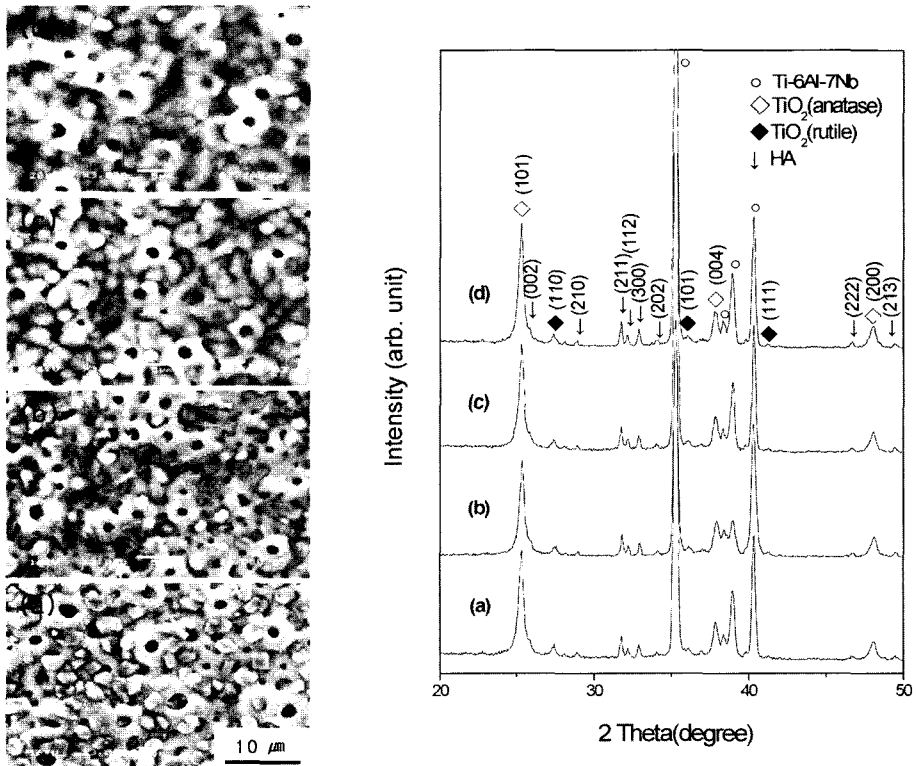 10 ㎛
Intensity (arb. unit)
○ Ti-6Al-7Nb
◇ TiO₂(anatase)
◆ TiO₂(rutile)
↓ HA
(101)
(002)
(110)
(210)
(211)
(112)
(300)
(202)
(101)
(004)
(111)
(222)
(200)
(213)
(d)
(c)
(b)
(a)
20 30 40 50
2 Theta(degree)